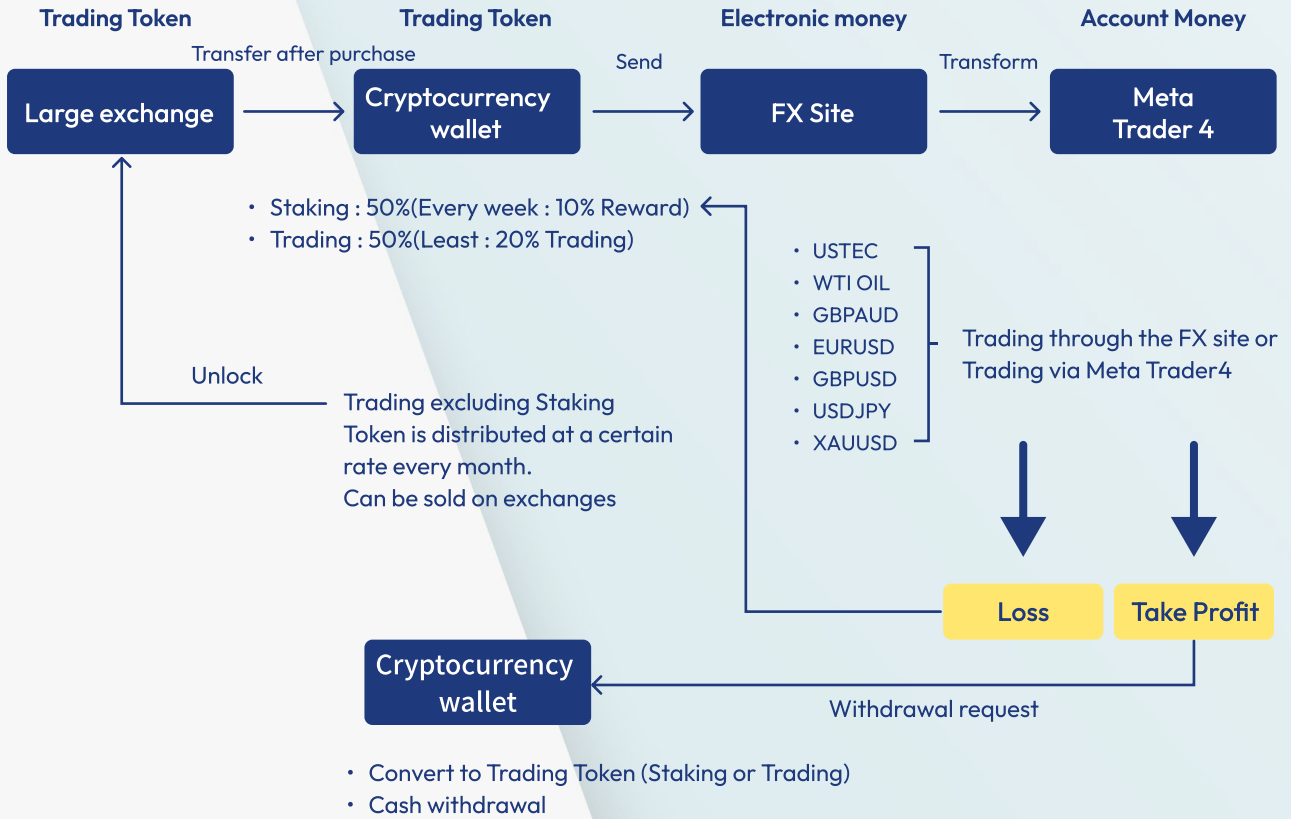 Trading Token
Trading Token
Electronic money
Account Money
Transfer after purchase
Send
Transform
Large exchange
Cryptocurrency
wallet
FX Site
Meta
Trader 4
• Staking : 50%(Every week : 10% Reward)
• Trading : 50%(Least : 20% Trading)
• USTEC
• WTI OIL
• GBPAUD
• EURUSD
• GBPUSD
• USDJPY
• XAUUSD
Trading through the FX site or
Trading via Meta Trader4
Unlock
Trading excluding Staking
Token is distributed at a certain
rate every month.
Can be sold on exchanges
Loss
Take Profit
Cryptocurrency
wallet
Withdrawal request
• Convert to Trading Token (Staking or Trading)
• Cash withdrawal